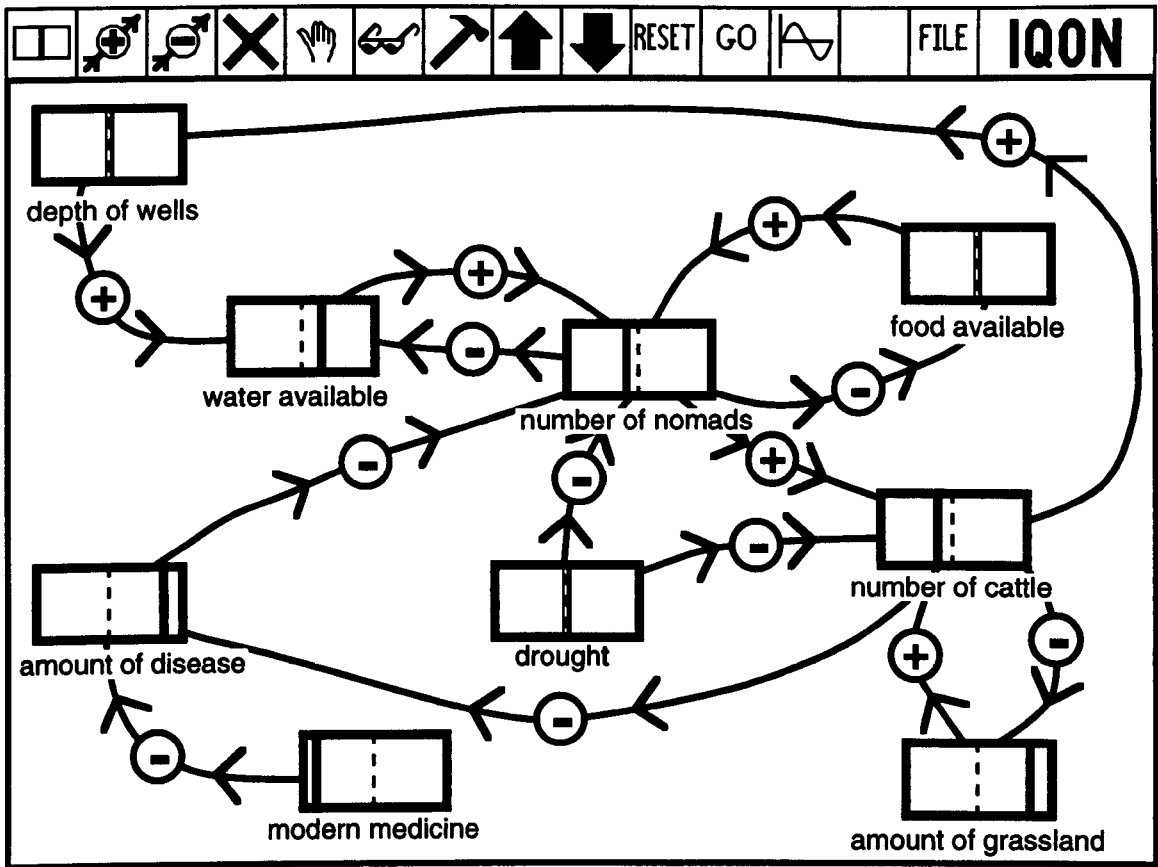 RESET GO FILE IQON
depth of wells
+
+
+
food available
+
water available
-
number of nomads
-
-
+
-
-
number of cattle
amount of disease
drought
+
-
-
-
modern medicine
amount of grassland